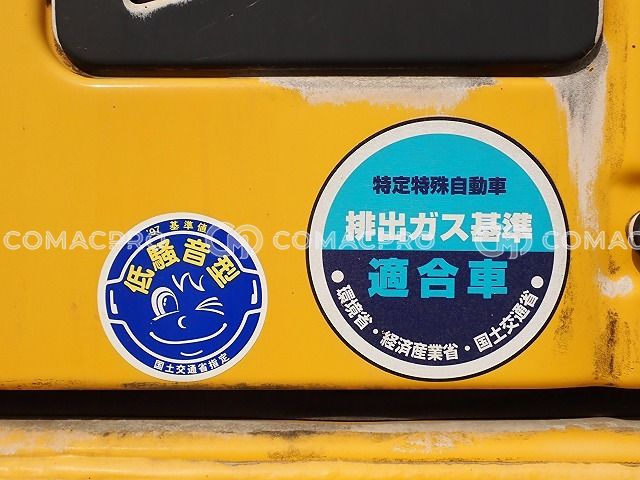 特定特殊自動車
排出ガス基準
適合車
・環境省・経済産業省・国土交通省・
'97 基準値
低騒音型
国土交通省指定
COMACPRO
COMACPRO
COMACPRO